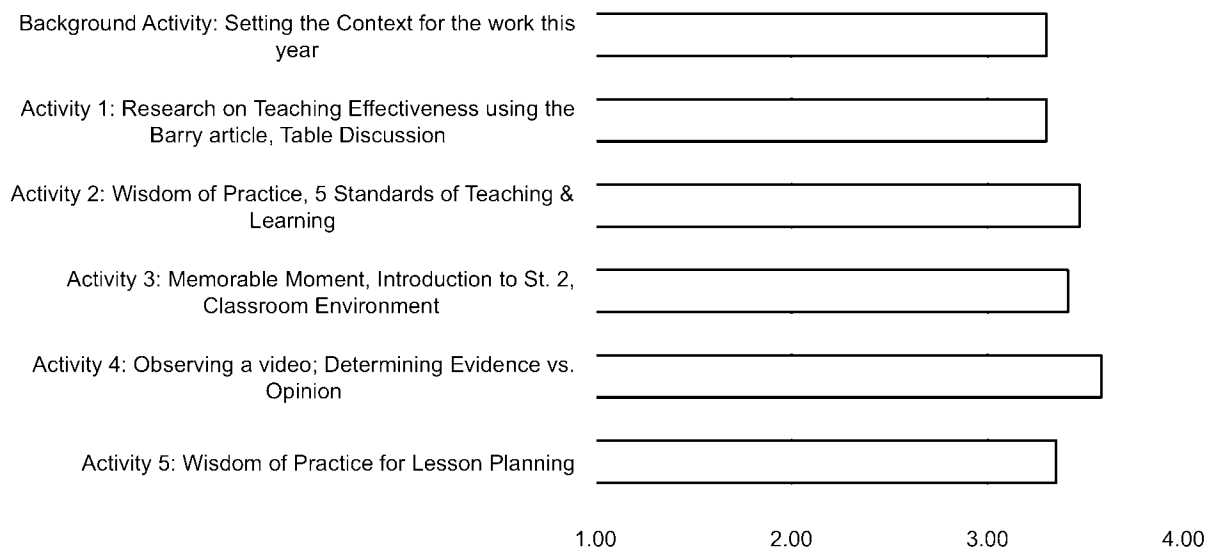 Background Activity: Setting the Context for the work this
year
Activity 1: Research on Teaching Effectiveness using the
Barry article, Table Discussion
Activity 2: Wisdom of Practice, 5 Standards of Teaching &
Learning
Activity 3: Memorable Moment, Introduction to St. 2,
Classroom Environment
Activity 4: Observing a video; Determining Evidence vs.
Opinion
Activity 5: Wisdom of Practice for Lesson Planning
1.00 2.00 3.00 4.00